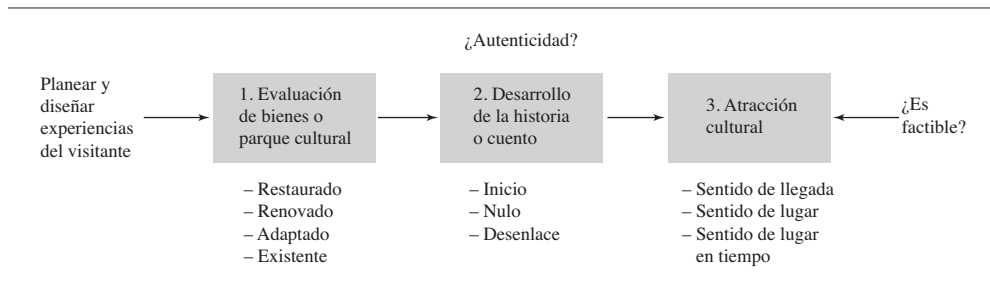 ¿Autenticidad?
Planear y
diseñar
experiencias
del visitante
1. Evaluación
de bienes o
parque cultural
2. Desarrollo
de la historia
o cuento
3. Atracción
cultural
¿Es
factible?
– Restaurado
– Renovado
– Adaptado
– Existente
– Inicio
– Nulo
– Desenlace
– Sentido de llegada
– Sentido de lugar
– Sentido de lugar
en tiempo